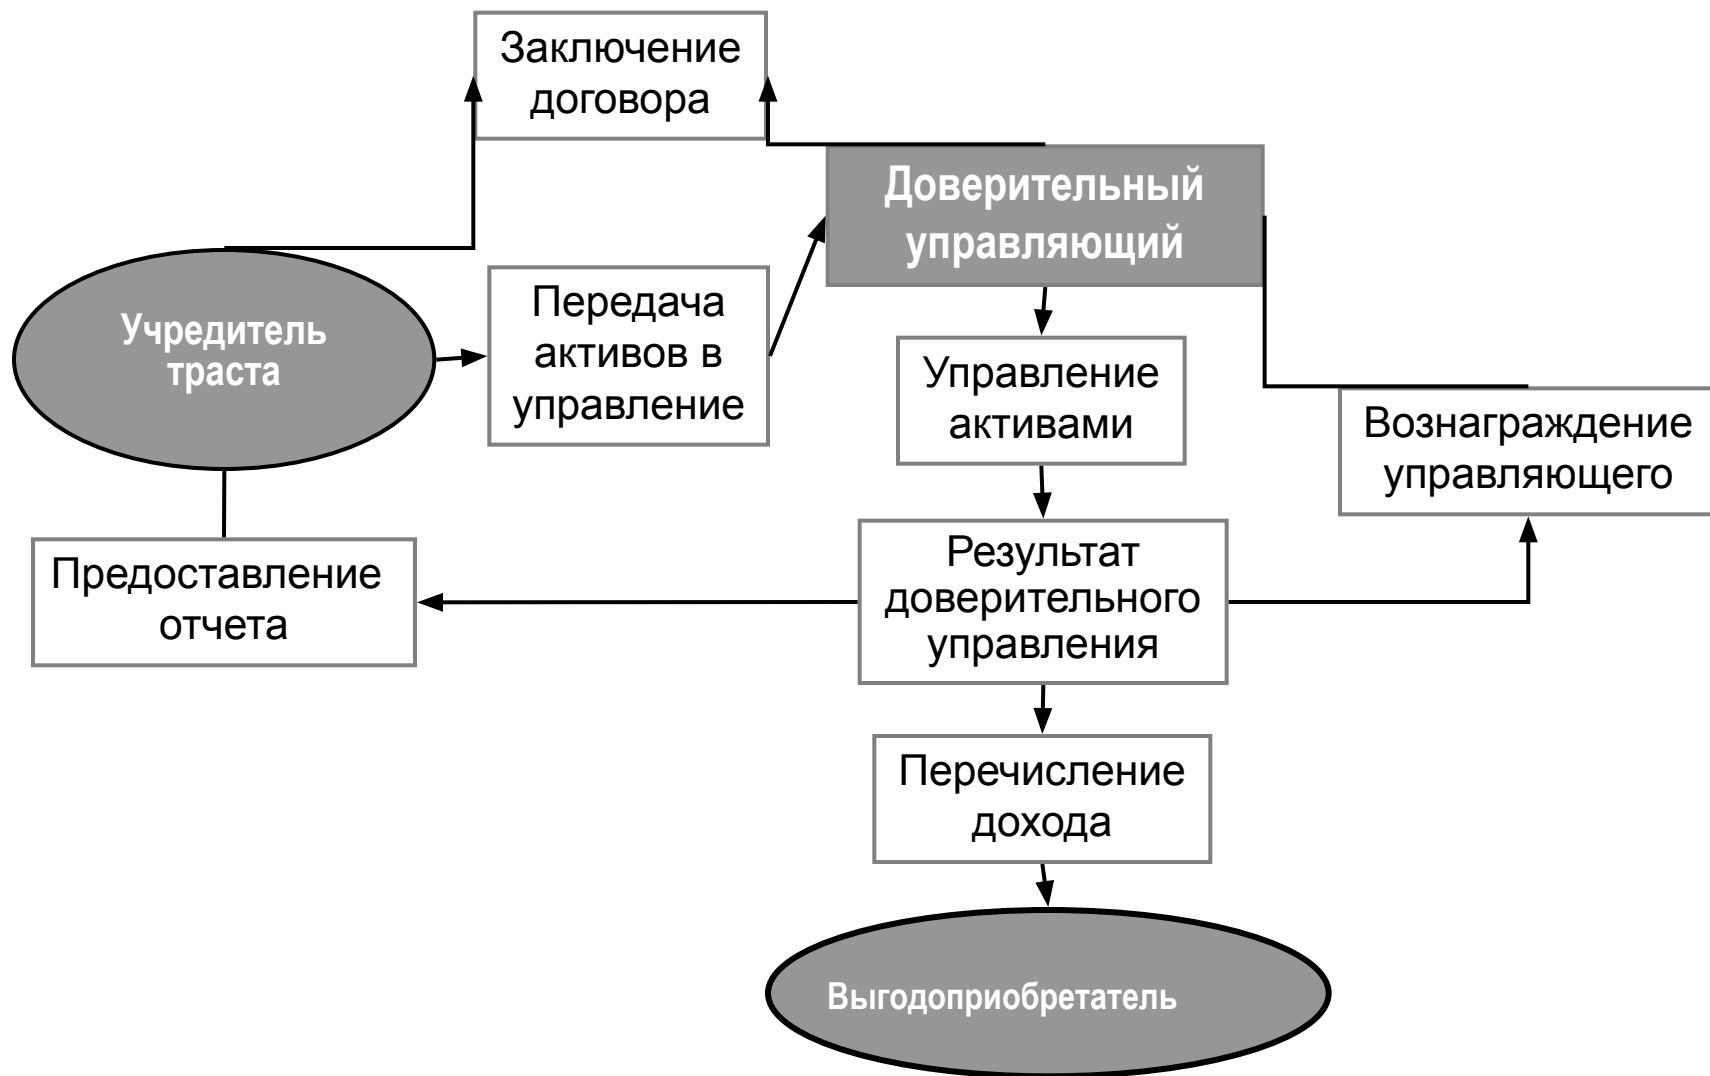 Заключение
договора
Доверительный
управляющий
Учредитель
траста
Передача
активов в
управление
Управление
активами
Вознаграждение
управляющего
Предоставление
отчета
Результат
доверительного
управления
Перечисление
дохода
Выгодоприобретатель